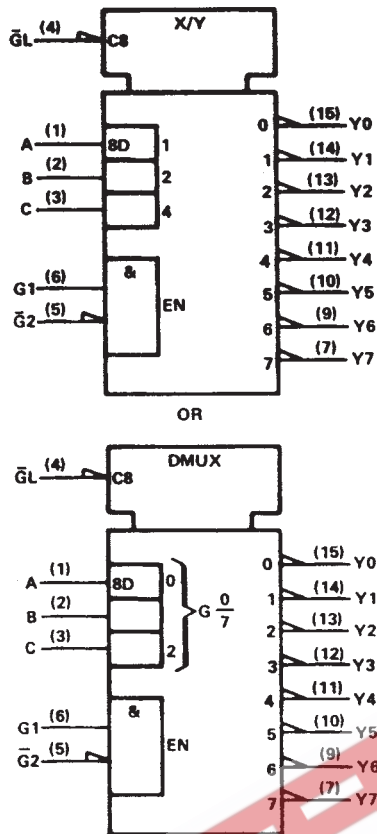 X/Y
G̅L (4) C8
0 (15) Y0
A (1) 8D 1
1 (14) Y1
B (2) 2
2 (13) Y2
C (3) 4
3 (12) Y3
4 (11) Y4
G1 (6) &
5 (10) Y5
G̅2 (5) EN
6 (9) Y6
7 (7) Y7
OR
DMUX
G̅L (4) C8
0 (15) Y0
A (1) 8D 0
1 (14) Y1
B (2) G 0/7
2 (13) Y2
C (3) 2
3 (12) Y3
4 (11) Y4
G1 (6) &
5 (10) Y5
G̅2 (5) EN
6 (9) Y6
7 (7) Y7